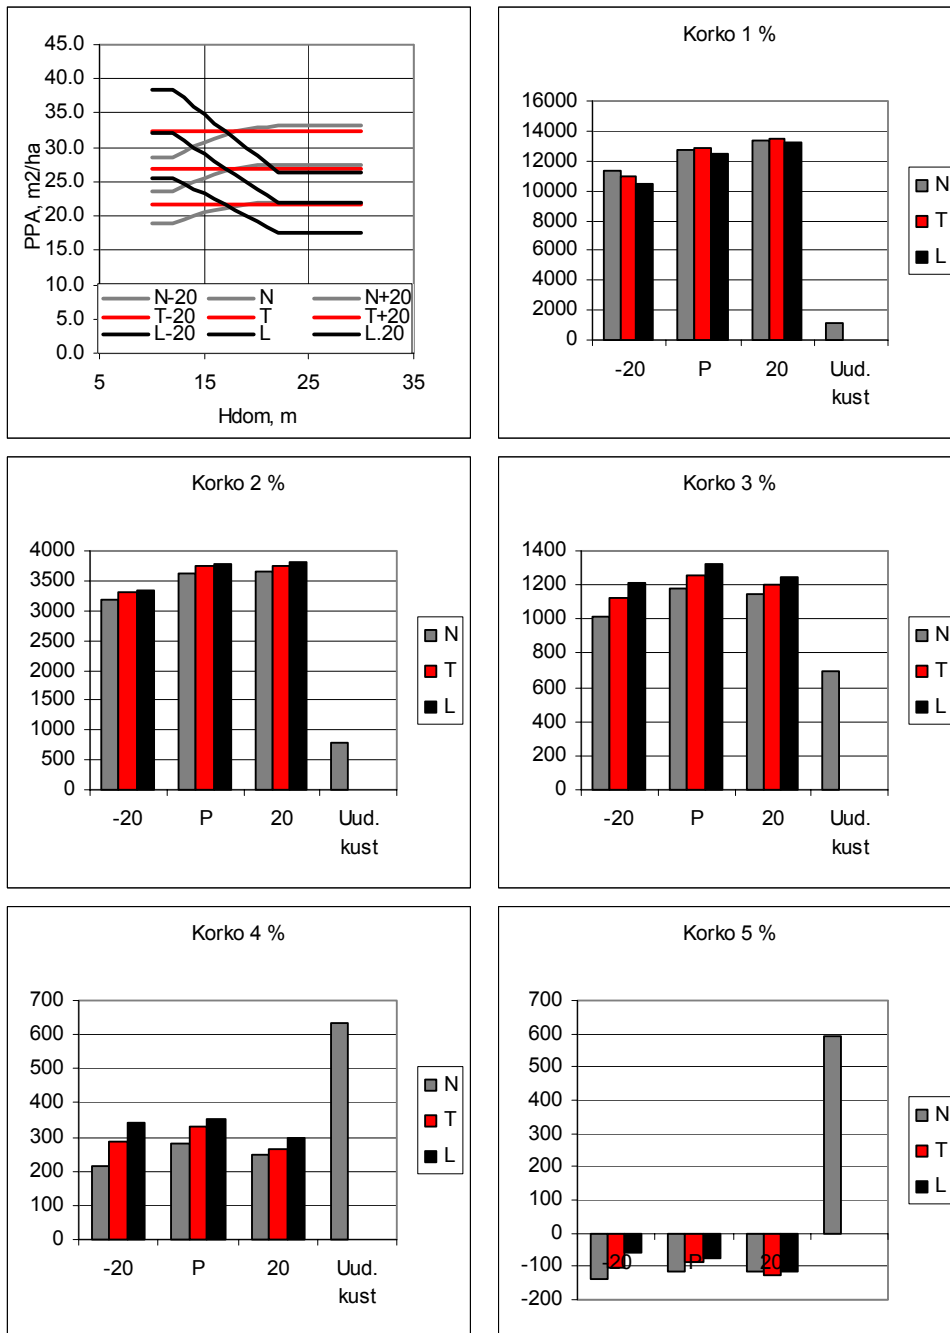 45.0
40.0
35.0
30.0
25.0
20.0
15.0
10.0
5.0
0.0
PPA, m2/ha
N-20 N N+20
T-20 T T+20
L-20 L L.20
5 15 25 35
Hdom, m
Korko 1 %
16000
14000
12000
10000
8000
6000
4000
2000
0
-20 P 20 Uud.
kust
N
T
L
Korko 2 %
4000
3500
3000
2500
2000
1500
1000
500
0
-20 P 20 Uud.
kust
N
T
L
Korko 3 %
1400
1200
1000
800
600
400
200
0
-20 P 20 Uud.
kust
N
T
L
Korko 4 %
700
600
500
400
300
200
100
0
-20 P 20 Uud.
kust
N
T
L
Korko 5 %
700
600
500
400
300
200
100
0
-100
-200
-20 P 20
N
T
L